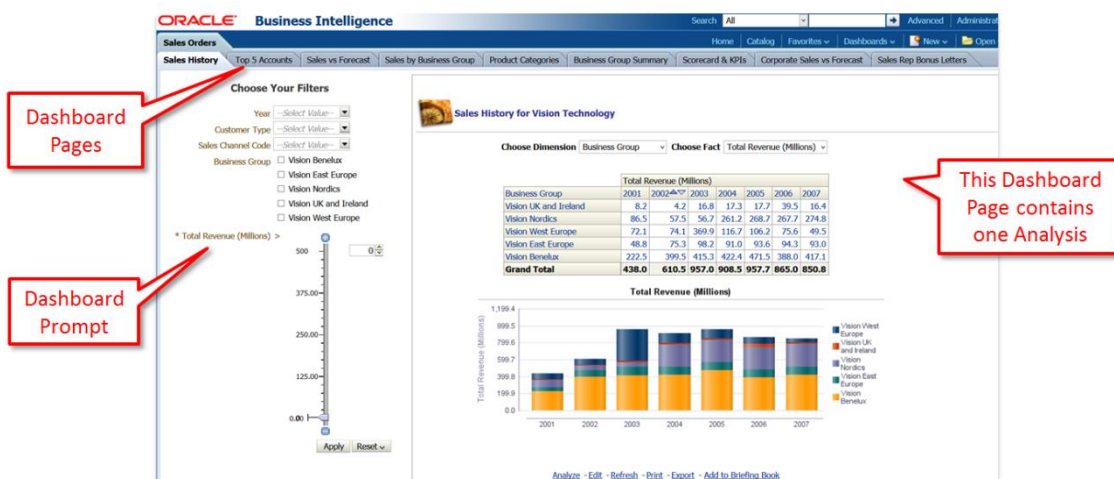 ORACLE Business Intelligence
Search All Advanced Administrat
Sales Orders
Home Catalog Favorites Dashboards New Open
Sales History Top 5 Accounts Sales vs Forecast Sales by Business Group Product Categories Business Group Summary Scorecard & KPIs Corporate Sales vs Forecast Sales Rep Bonus Letters
Dashboard
Pages
Choose Your Filters
Year --Select Value--
Customer Type --Select Value--
Sales Channel Code --Select Value--
Business Group Vision Benelux
Vision East Europe
Vision Nordics
Vision UK and Ireland
Vision West Europe
* Total Revenue (Millions) >
500 0
375.00
250.00
125.00
0.00
Apply Reset
Dashboard
Prompt
Sales History for Vision Technology
Choose Dimension Business Group Choose Fact Total Revenue (Millions)
Total Revenue (Millions)
Business Group 2001 2002 2003 2004 2005 2006 2007
Vision UK and Ireland 8.2 4.2 16.8 17.3 17.7 39.5 16.4
Vision Nordics 86.5 57.5 56.7 261.2 268.7 267.7 274.8
Vision West Europe 72.1 74.1 369.9 116.7 106.2 75.6 49.5
Vision East Europe 48.8 75.3 98.2 91.0 93.6 94.3 93.0
Vision Benelux 222.5 399.5 415.3 422.4 471.5 388.0 417.1
Grand Total 438.0 610.5 957.0 908.5 957.7 865.0 850.8
This Dashboard
Page contains
one Analysis
Total Revenue (Millions)
Total Revenue (Millions)
1,199.4
999.5
799.6
599.7
399.8
199.9
0.0
2001 2002 2003 2004 2005 2006 2007
Vision West
Europe
Vision UK
and Ireland
Vision
Nordics
Vision East
Europe
Vision
Benelux
Analyze - Edit - Refresh - Print - Export - Add to Briefing Book